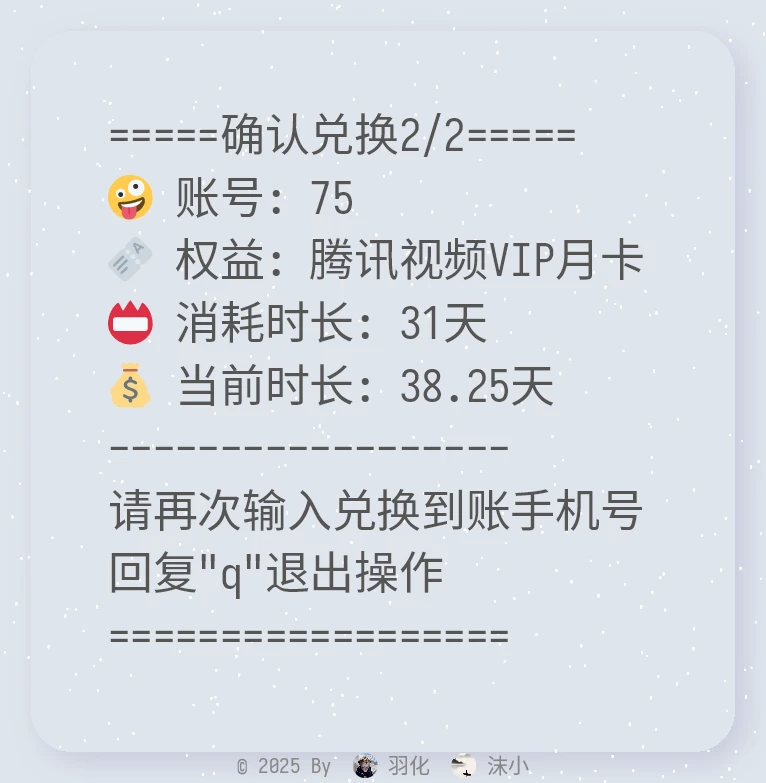 =====确认兑换2/2=====
🤪 账号: 75
🎫 权益: 腾讯视频VIP月卡
📛 消耗时长: 31天
💰 当前时长: 38.25天
------------------
请再次输入兑换到账手机号
回复"q"退出操作
==================
© 2025 By 羽化 沫小